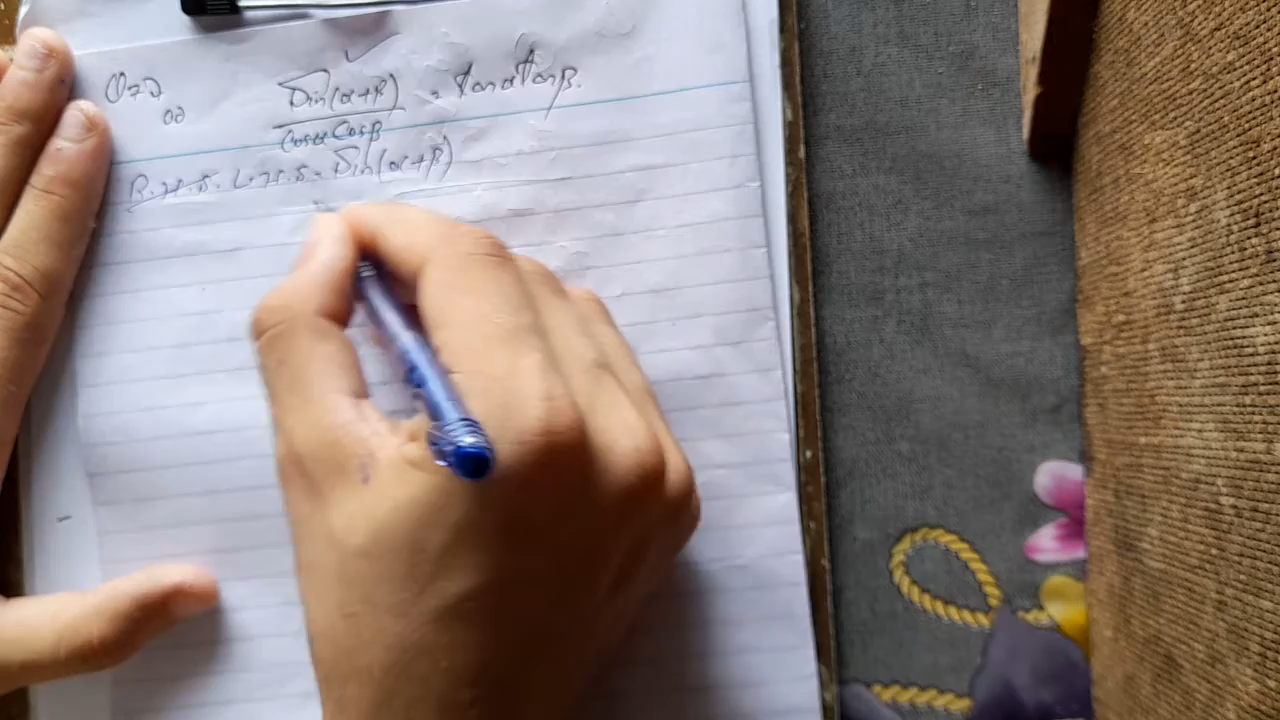 Q7)
sin(α+β) / cosα cosβ = tanα + tanβ.
R.H.S. L.H.S = sin(α+β)